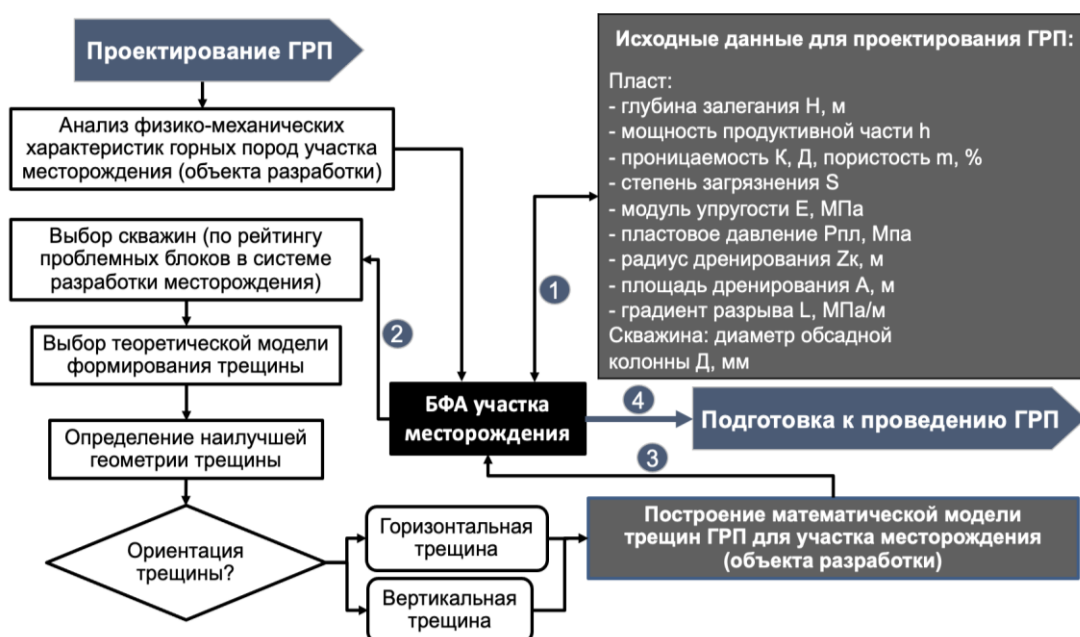 Проектирование ГРП
Анализ физико-механических
характеристик горных пород участка
месторождения (объекта разработки)
Выбор скважин (по рейтингу
проблемных блоков в системе
разработки месторождения)
Выбор теоретической модели
формирования трещины
Определение наилучшей
геометрии трещины
Ориентация
трещины?
Горизонтальная
трещина
Вертикальная
трещина
Исходные данные для проектирования ГРП:
Пласт:
- глубина залегания Н, м
- мощность продуктивной части h
- проницаемость К, Д, пористость m, %
- степень загрязнения S
- модуль упругости E, МПа
- пластовое давление Рпл, Мпа
- радиус дренирования Zк, м
- площадь дренирования А, м
- градиент разрыва L, МПа/м
Скважина: диаметр обсадной
колонны Д, мм
1
2
БФА участка
месторождения
4
Подготовка к проведению ГРП
3
Построение математической модели
трещин ГРП для участка месторождения
(объекта разработки)